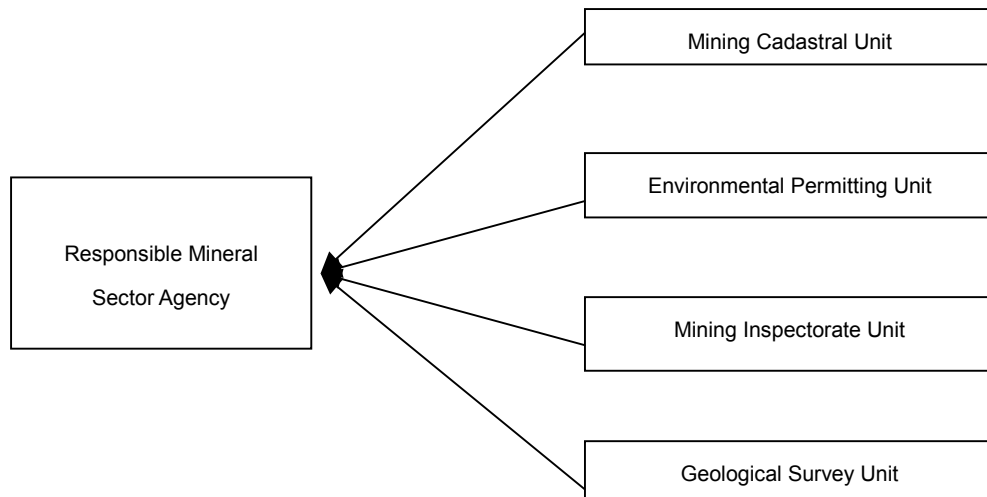 Mining Cadastral Unit
Environmental Permitting Unit
Responsible Mineral
Sector Agency
Mining Inspectorate Unit
Geological Survey Unit